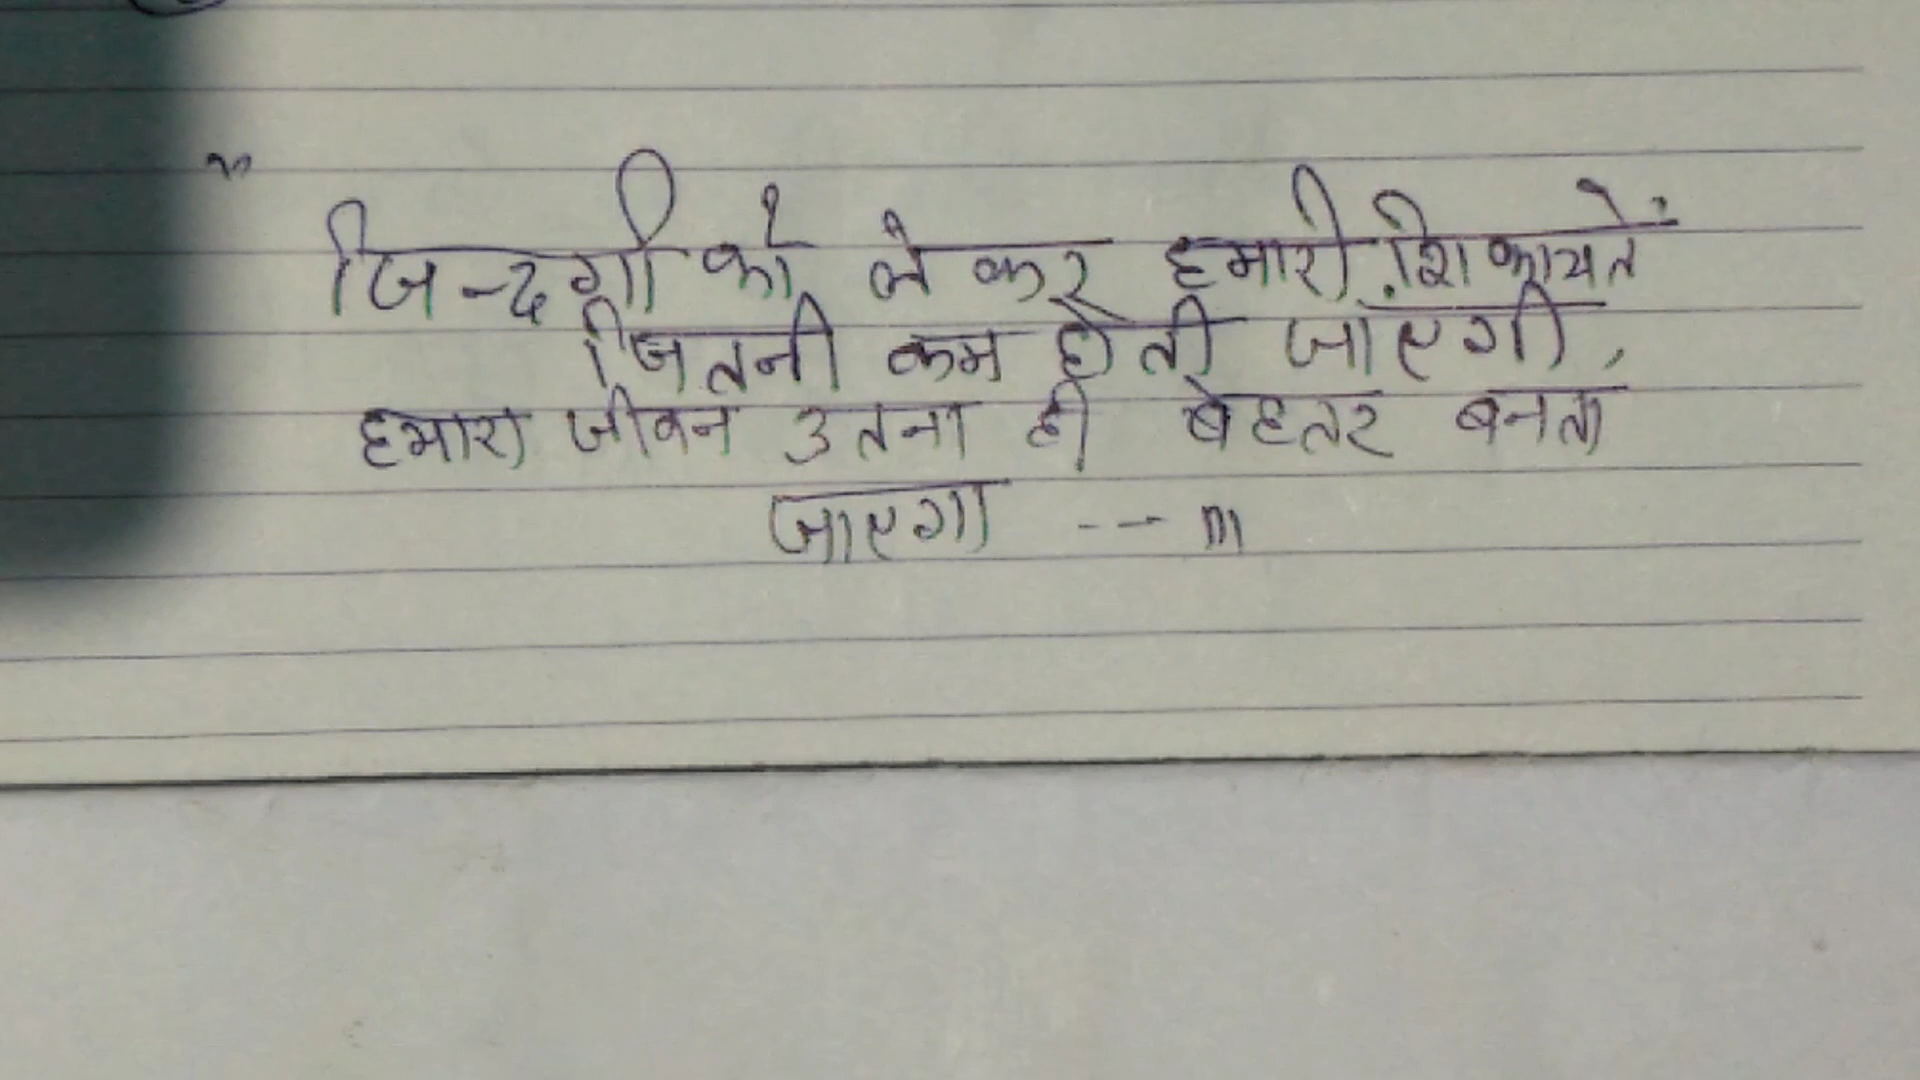 "
जिन्दगी को लेकर हमारी शिकायतें
जितनी कम होती जाएगी,
हमारा जीवन उतना ही बेहतर बनता
जाएगा --- m